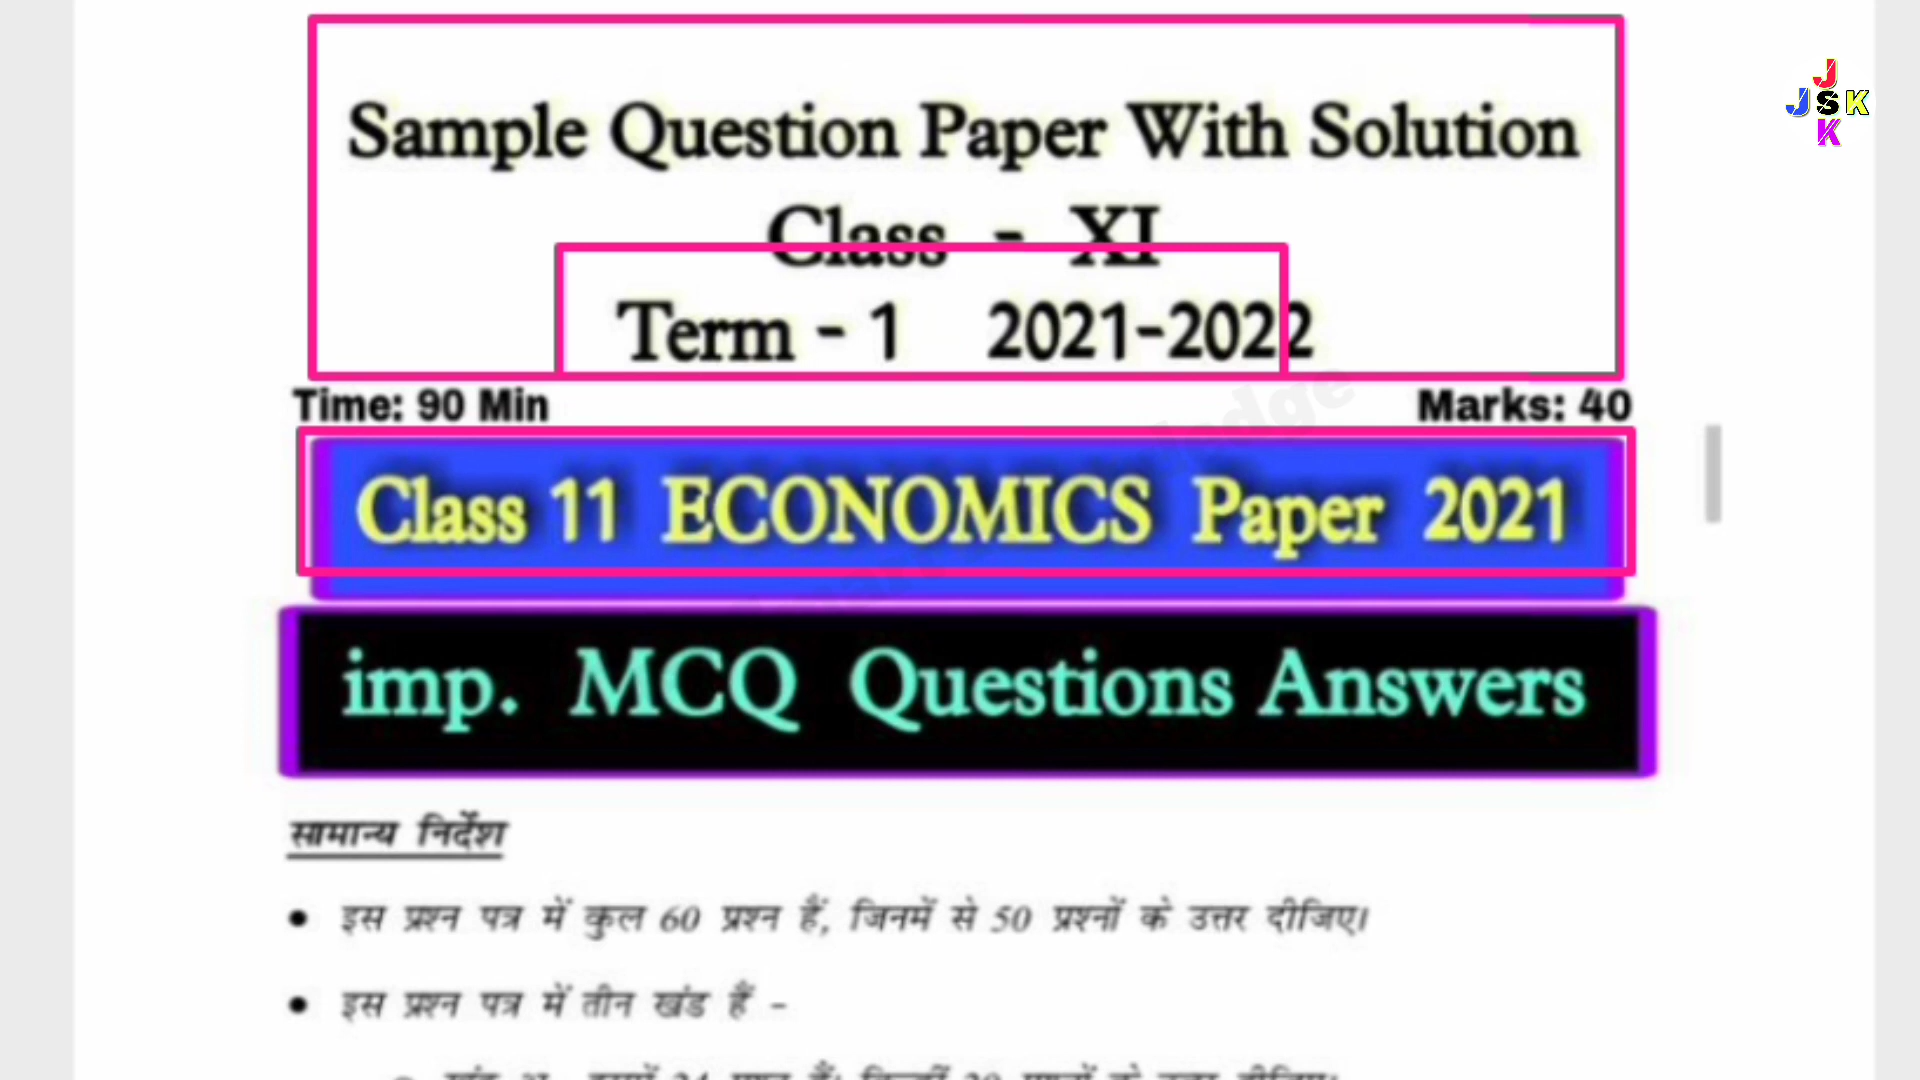 Sample Question Paper With Solution
Class - XI
Term - 1 2021-2022
Time: 90 Min Marks: 40
Class 11 ECONOMICS Paper 2021
imp. MCQ Questions Answers
सामान्य निर्देश
• इस प्रश्न पत्र में कुल 60 प्रश्न हैं, जिनमें से 50 प्रश्नों के उत्तर दीजिए।
• इस प्रश्न पत्र में तीन खंड हैं -
J
JSK
K